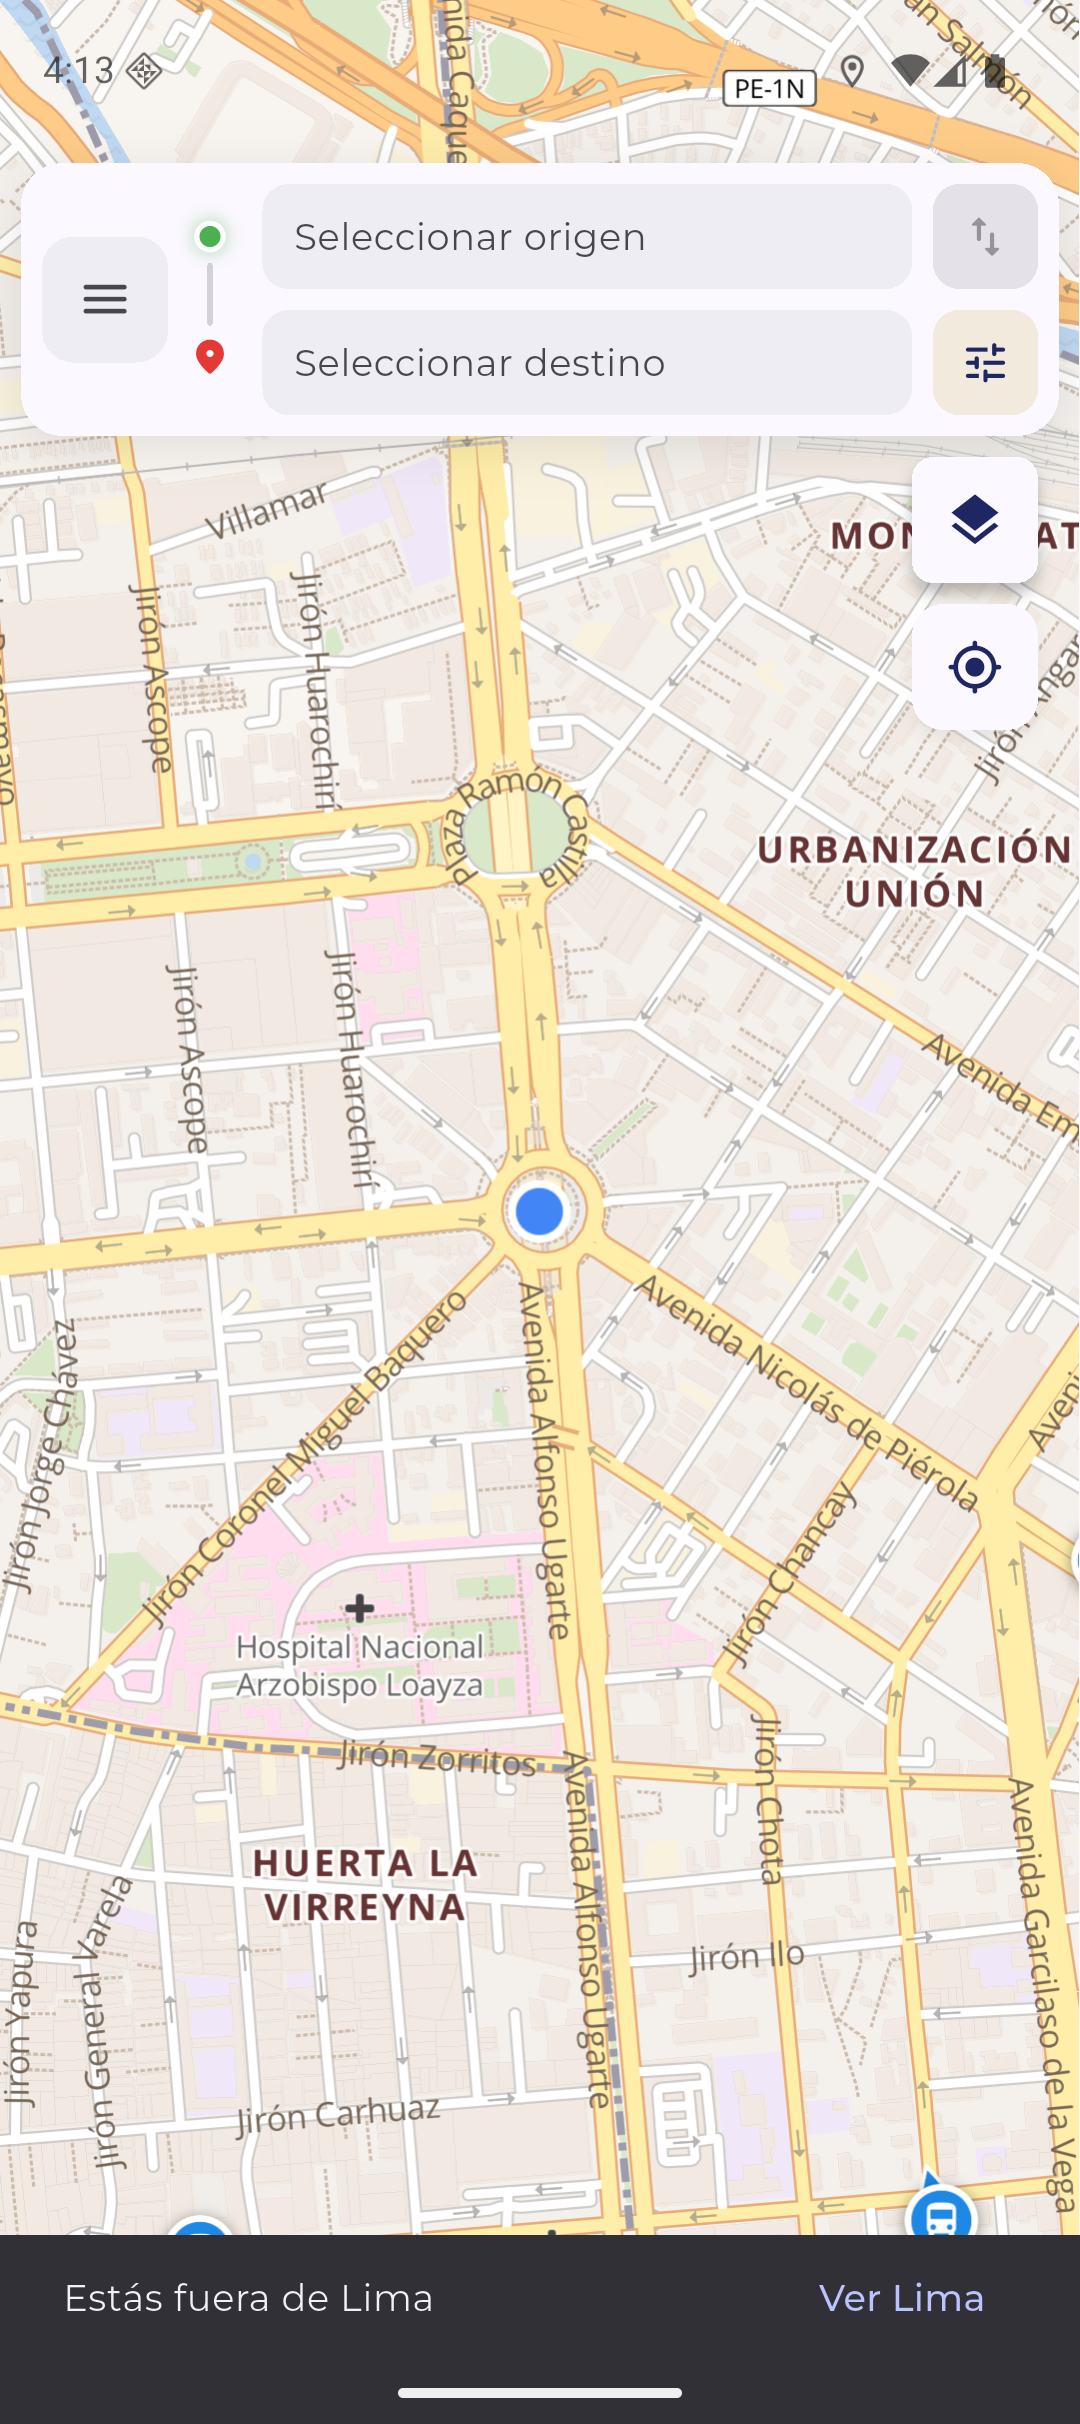 4:13
PE-1N
Seleccionar origen
Seleccionar destino
Villamar
Jirón Ascope
Jirón Huarochirí
Plaza Ramón Castilla
URBANIZACIÓN
UNIÓN
Jirón Ascope
Jirón Huarochirí
Avenida
Jirón Jorge Chávez
Jirón Coronel Miguel Baquero
Avenida Alfonso Ugarte
Avenida Nicolás de Piérola
Jirón Chancay
Hospital Nacional
Arzobispo Loayza
Jirón Zorritos
Jirón Chota
HUERTA LA
VIRREYNA
Avenida Alfonso Ugarte
Avenida Garcilaso de la Vega
Jirón Ilo
Jirón Yapura
Jirón General Varela
Jirón Carhuaz
Estás fuera de Lima
Ver Lima